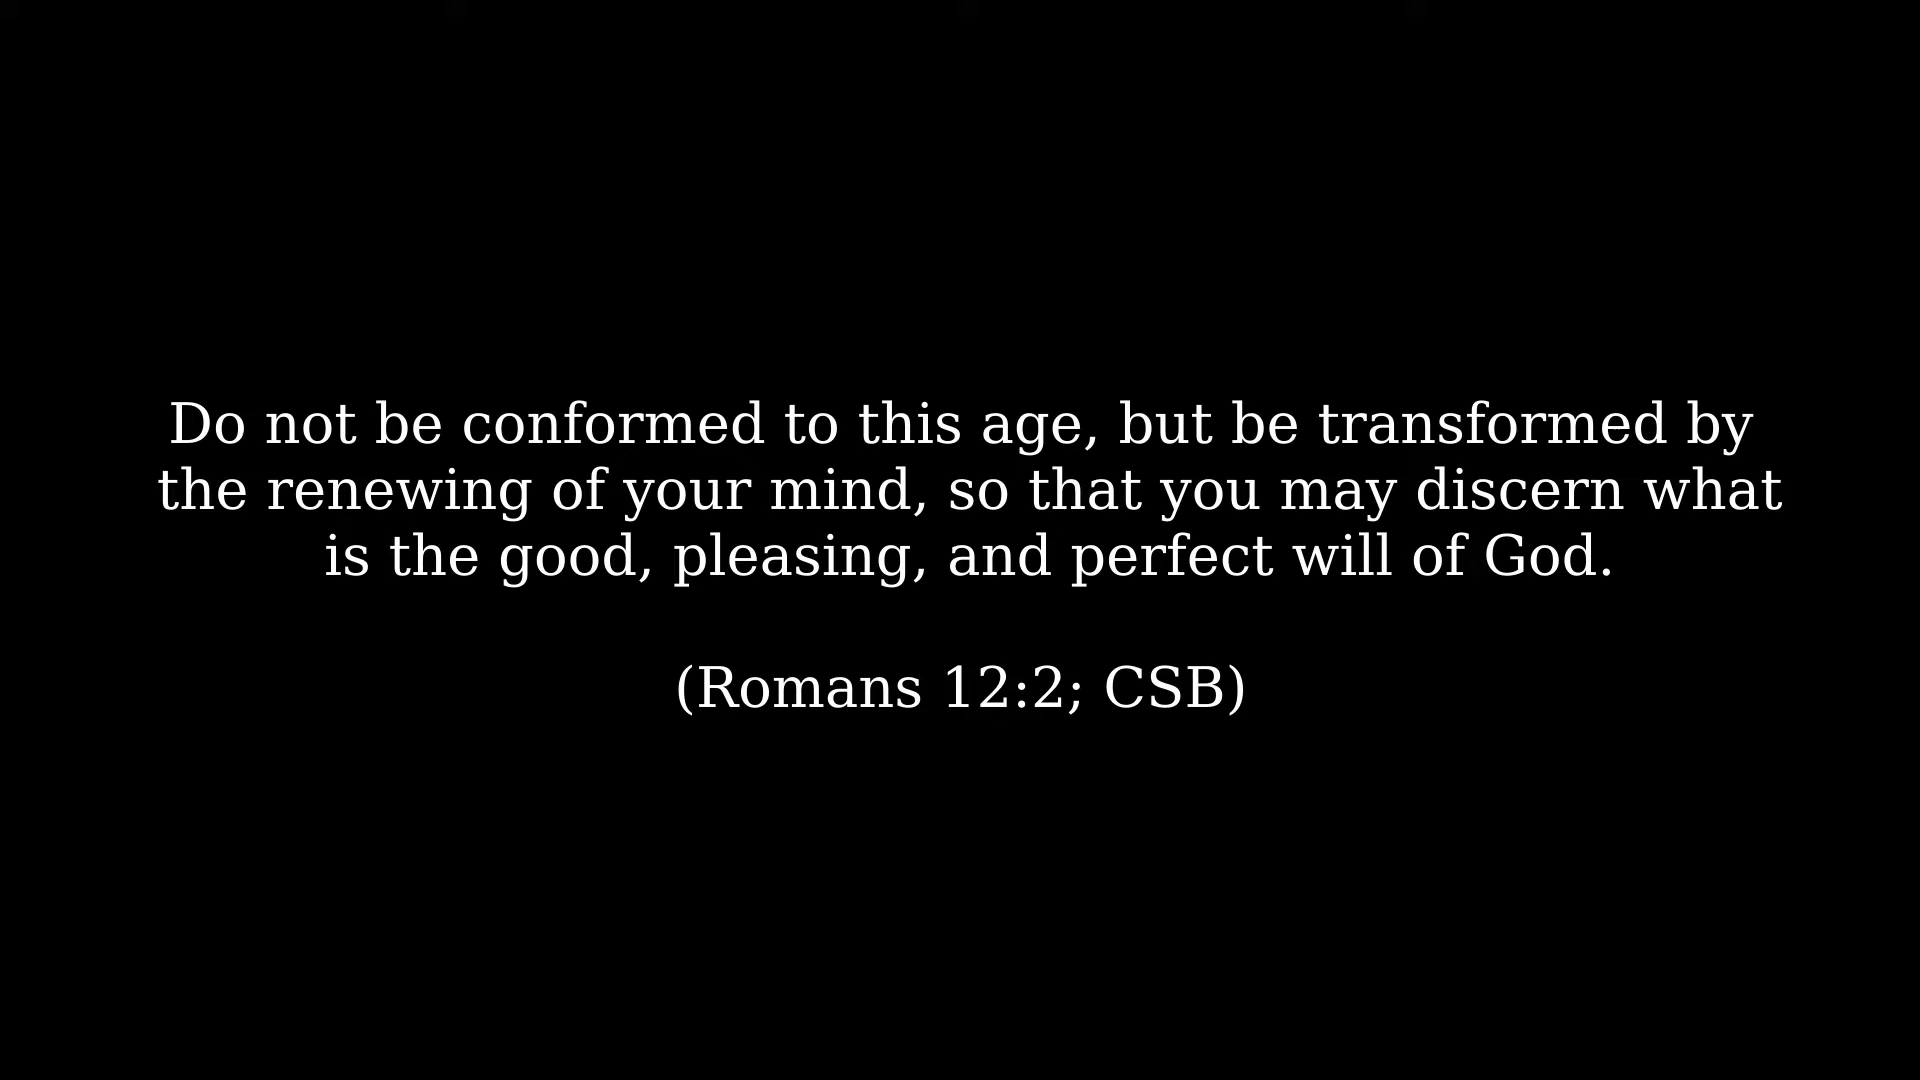 Do not be conformed to this age, but be transformed by
the renewing of your mind, so that you may discern what
is the good, pleasing, and perfect will of God.
(Romans 12:2; CSB)